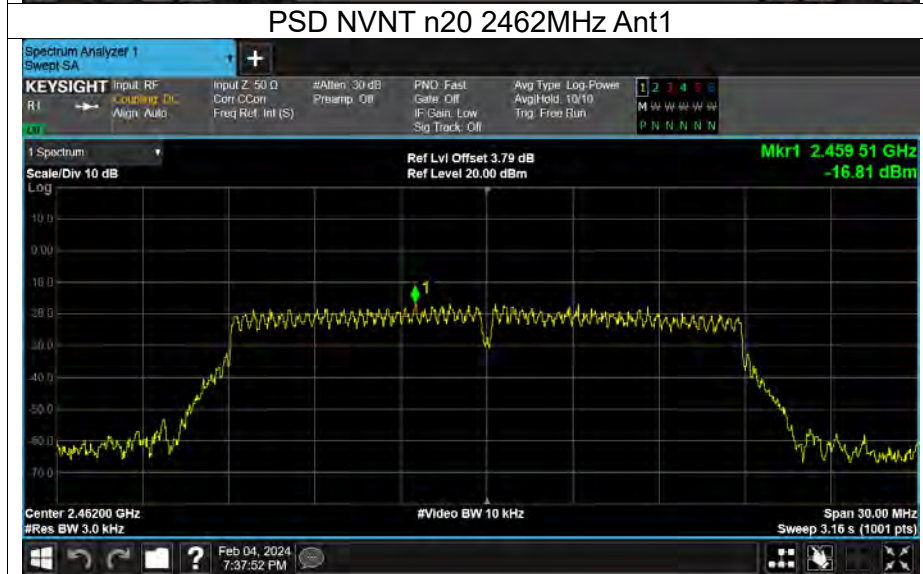 PSD NVNT n20 2462MHz Ant1
Spectrum Analyzer 1
Swept SA
+
KEYSIGHT Input: RF Input Z: 50 Ω #Atten: 30 dB PNO: Fast Avg Type: Log-Power 1 2 3 4 5 6
Coupling: DC Corr CCorr Preamp: Off Gate: Off Avg|Hold: 10/10 M W W W W W
Align: Auto Freq Ref: Int (S) IF Gain: Low Trig: Free Run
Sig Track: Off P N N N N N
1 Spectrum Ref Lvl Offset 3.79 dB Mkr1 2.459 51 GHz
Scale/Div 10 dB Ref Level 20.00 dBm -16.81 dBm
Log
10.0
0.00
-10.0
1
-20.0
-30.0
-40.0
-50.0
-60.0
-70.0
Center 2.46200 GHz #Video BW 10 kHz Span 30.00 MHz
#Res BW 3.0 kHz Sweep 3.16 s (1001 pts)
? Feb 04, 2024
7:37:52 PM